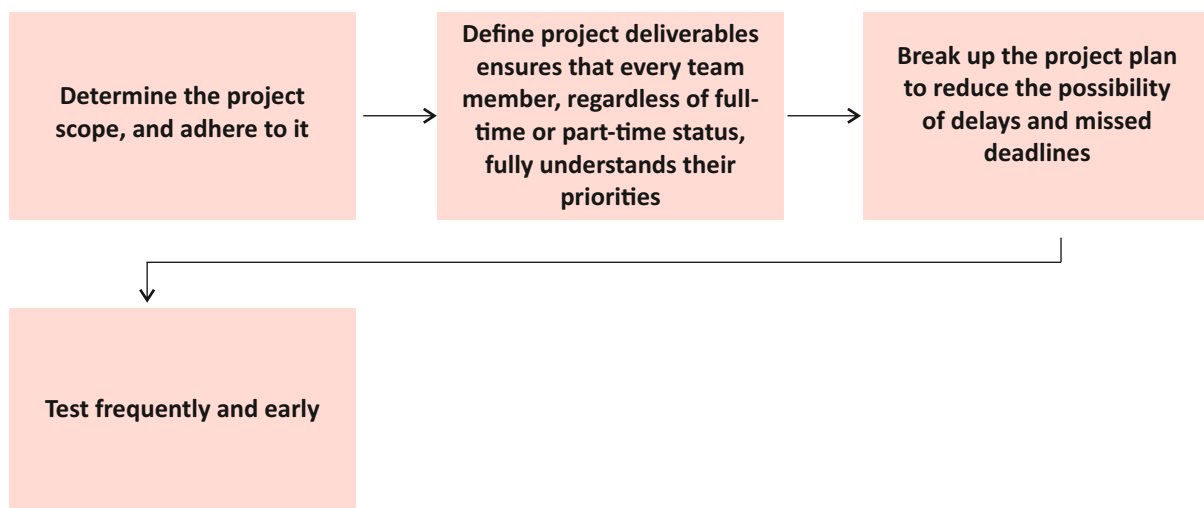 Determine the project
scope, and adhere to it
Define project deliverables
ensures that every team
member, regardless of full-
time or part-time status,
fully understands their
priorities
Break up the project plan
to reduce the possibility
of delays and missed
deadlines
Test frequently and early